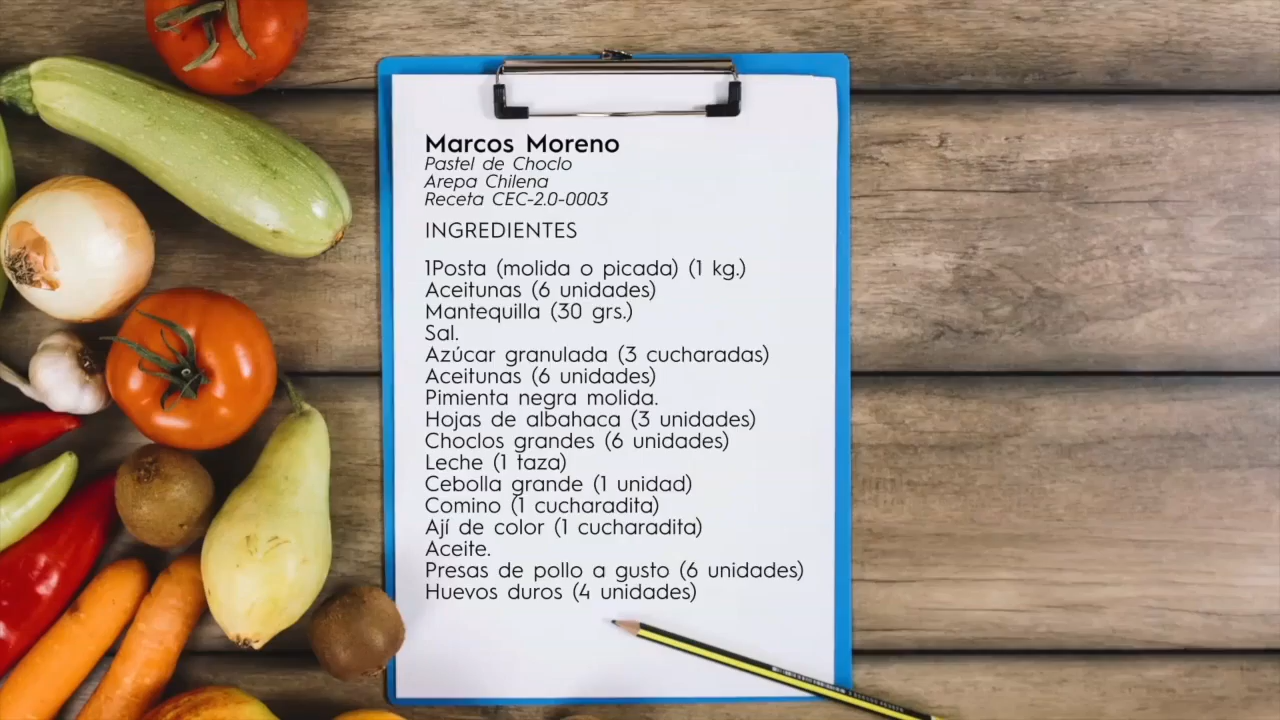 Marcos Moreno
Pastel de Choclo
Arepa Chilena
Receta CEC-2.0-0003
INGREDIENTES
1Posta (molida o picada) (1 kg.)
Aceitunas (6 unidades)
Mantequilla (30 grs.)
Sal.
Azúcar granulada (3 cucharadas)
Aceitunas (6 unidades)
Pimienta negra molida.
Hojas de albahaca (3 unidades)
Choclos grandes (6 unidades)
Leche (1 taza)
Cebolla grande (1 unidad)
Comino (1 cucharadita)
Ají de color (1 cucharadita)
Aceite.
Presas de pollo a gusto (6 unidades)
Huevos duros (4 unidades)